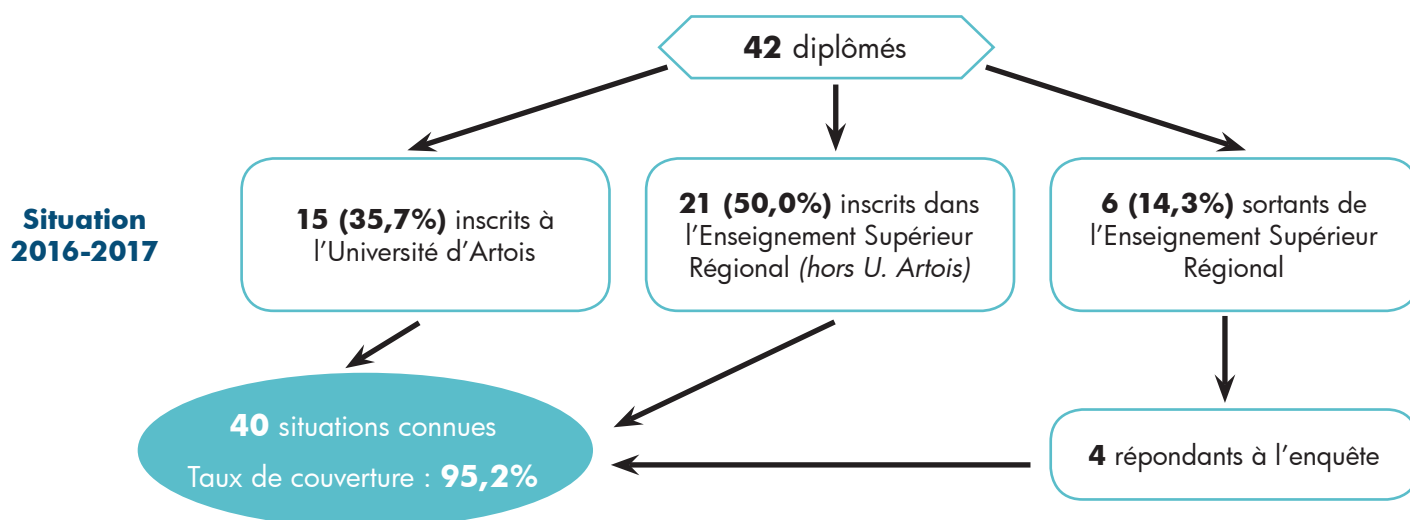 42 diplômés
Situation
2016-2017
15 (35,7%) inscrits à
l'Université d'Artois
21 (50,0%) inscrits dans
l'Enseignement Supérieur
Régional (hors U. Artois)
6 (14,3%) sortants de
l'Enseignement Supérieur
Régional
40 situations connues
Taux de couverture : 95,2%
4 répondants à l'enquête